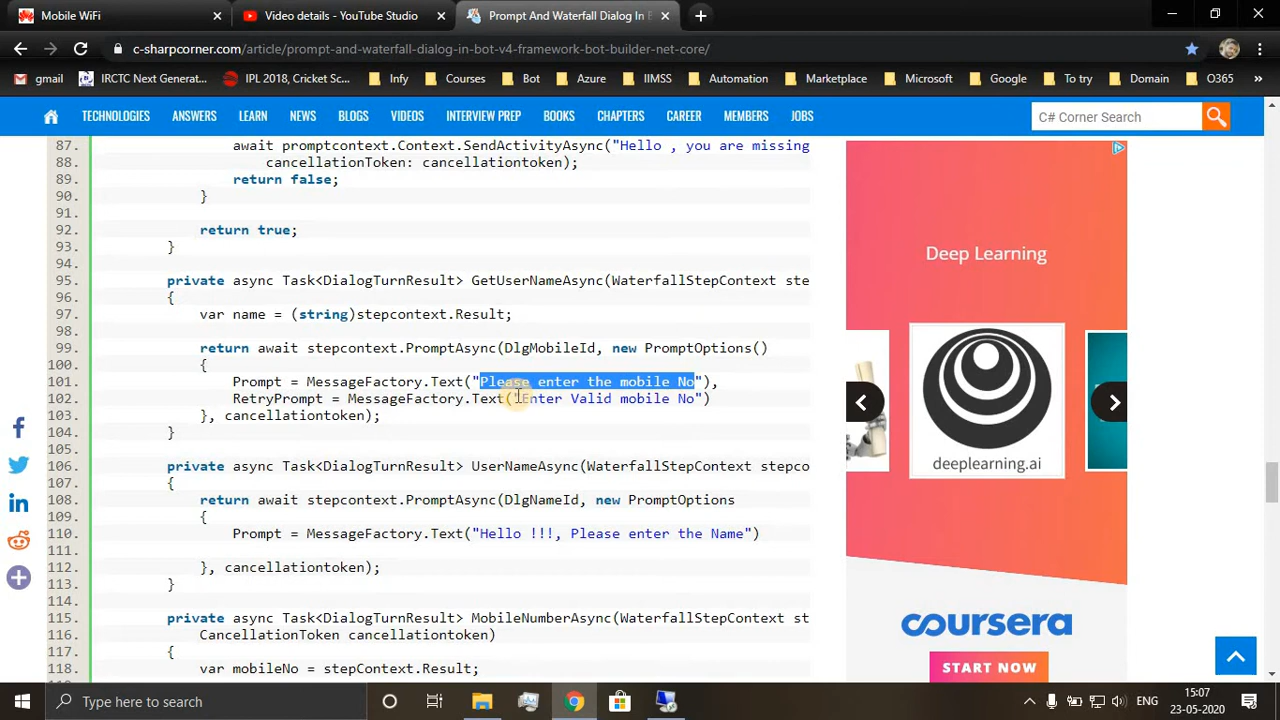 Mobile WiFi
Video details - YouTube Studio
Prompt And Waterfall Dialog In B
c-sharpcorner.com/article/prompt-and-waterfall-dialog-in-bot-v4-framework-bot-builder-net-core/
gmail
IRCTC Next Generat...
IPL 2018, Cricket Sc...
Infy
Courses
Bot
Azure
IIMSS
Automation
Marketplace
Microsoft
Google
To try
Domain
O365
»
TECHNOLOGIES
ANSWERS
LEARN
NEWS
BLOGS
VIDEOS
INTERVIEW PREP
BOOKS
CHAPTERS
CAREER
MEMBERS
JOBS
C# Corner Search
87. await promptcontext.Context.SendActivityAsync("Hello , you are missing
88. cancellationToken: cancellationtoken);
89. return false;
90. }
91.
92. return true;
93. }
94.
95. private async Task<DialogTurnResult> GetUserNameAsync(WaterfallStepContext ste
96. {
97. var name = (string)stepcontext.Result;
98.
99. return await stepcontext.PromptAsync(DlgMobileId, new PromptOptions()
100. {
101. Prompt = MessageFactory.Text("Please enter the mobile No"),
102. RetryPrompt = MessageFactory.Text("Enter Valid mobile No")
103. }, cancellationtoken);
104. }
105.
106. private async Task<DialogTurnResult> UserNameAsync(WaterfallStepContext stepco
107. {
108. return await stepcontext.PromptAsync(DlgNameId, new PromptOptions
109. {
110. Prompt = MessageFactory.Text("Hello !!!, Please enter the Name")
111.
112. }, cancellationtoken);
113. }
114.
115. private async Task<DialogTurnResult> MobileNumberAsync(WaterfallStepContext st
116. CancellationToken cancellationtoken)
117. {
118. var mobileNo = stepContext.Result;
Deep Learning
deeplearning.ai
coursera
START NOW
Type here to search
ENG
15:07
23-05-2020